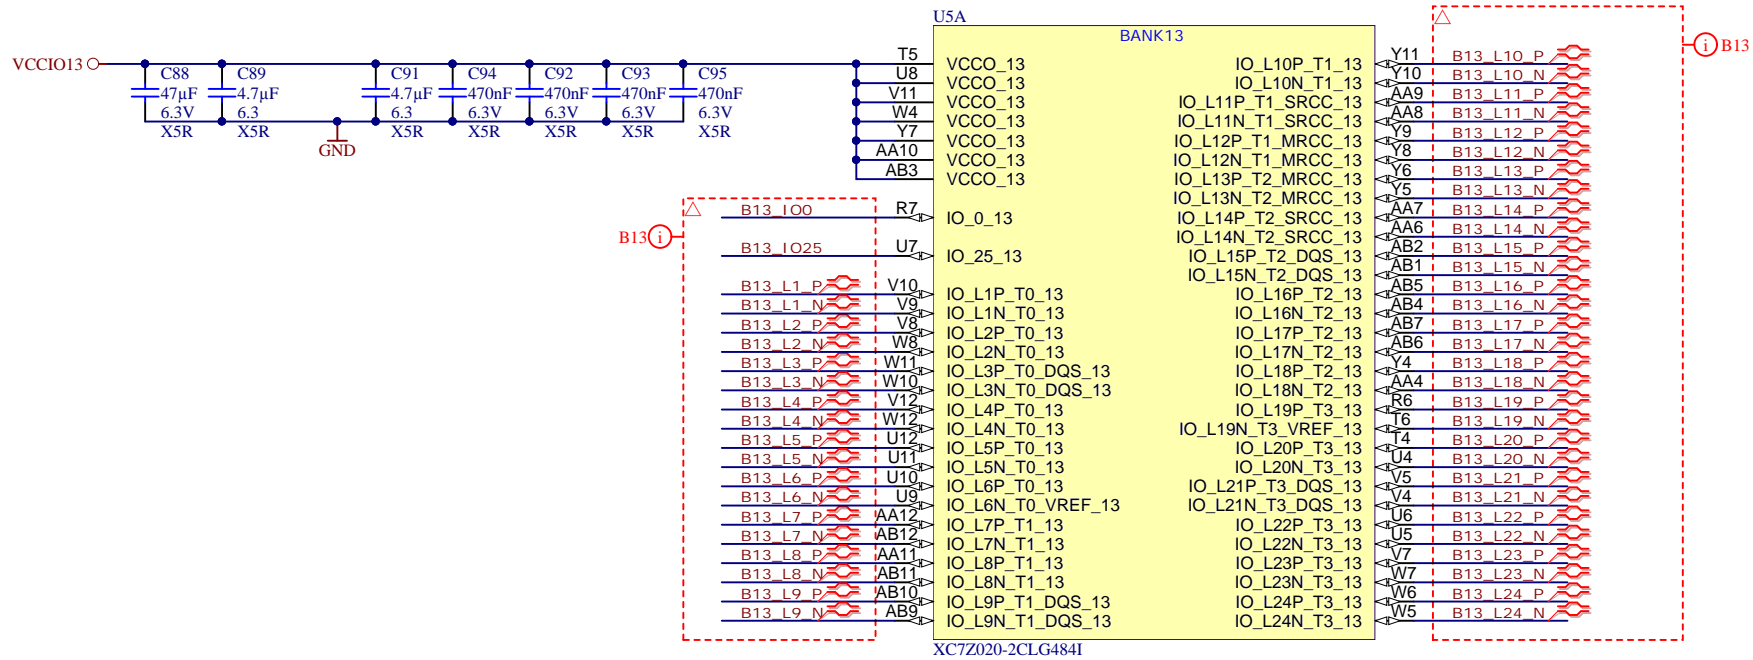 U5A
BANK13
VCCIO13
C88
47µF
6.3V
X5R
C89
4.7µF
6.3
X5R
C91
4.7µF
6.3
X5R
C94
470nF
6.3V
X5R
C92
470nF
6.3V
X5R
C93
470nF
6.3V
X5R
C95
470nF
6.3V
X5R
GND
T5 VCCO_13
U8 VCCO_13
V11 VCCO_13
W4 VCCO_13
Y7 VCCO_13
AA10 VCCO_13
AB3 VCCO_13
B13 i
B13_IO0 R7 IO_0_13
B13_IO25 U7 IO_25_13
B13_L1_P V10 IO_L1P_T0_13
B13_L1_N V9 IO_L1N_T0_13
B13_L2_P V8 IO_L2P_T0_13
B13_L2_N W8 IO_L2N_T0_13
B13_L3_P W11 IO_L3P_T0_DQS_13
B13_L3_N W10 IO_L3N_T0_DQS_13
B13_L4_P V12 IO_L4P_T0_13
B13_L4_N W12 IO_L4N_T0_13
B13_L5_P U12 IO_L5P_T0_13
B13_L5_N U11 IO_L5N_T0_13
B13_L6_P U10 IO_L6P_T0_13
B13_L6_N U9 IO_L6N_T0_VREF_13
B13_L7_P AA12 IO_L7P_T1_13
B13_L7_N AB12 IO_L7N_T1_13
B13_L8_P AA11 IO_L8P_T1_13
B13_L8_N AB11 IO_L8N_T1_13
B13_L9_P AB10 IO_L9P_T1_DQS_13
B13_L9_N AB9 IO_L9N_T1_DQS_13
i B13
IO_L10P_T1_13 Y11 B13_L10_P
IO_L10N_T1_13 Y10 B13_L10_N
IO_L11P_T1_SRCC_13 AA9 B13_L11_P
IO_L11N_T1_SRCC_13 AA8 B13_L11_N
IO_L12P_T1_MRCC_13 Y9 B13_L12_P
IO_L12N_T1_MRCC_13 Y8 B13_L12_N
IO_L13P_T2_MRCC_13 Y6 B13_L13_P
IO_L13N_T2_MRCC_13 Y5 B13_L13_N
IO_L14P_T2_SRCC_13 AA7 B13_L14_P
IO_L14N_T2_SRCC_13 AA6 B13_L14_N
IO_L15P_T2_DQS_13 AB2 B13_L15_P
IO_L15N_T2_DQS_13 AB1 B13_L15_N
IO_L16P_T2_13 AB5 B13_L16_P
IO_L16N_T2_13 AB4 B13_L16_N
IO_L17P_T2_13 AB7 B13_L17_P
IO_L17N_T2_13 AB6 B13_L17_N
IO_L18P_T2_13 Y4 B13_L18_P
IO_L18N_T2_13 AA4 B13_L18_N
IO_L19P_T3_13 R6 B13_L19_P
IO_L19N_T3_VREF_13 T6 B13_L19_N
IO_L20P_T3_13 T4 B13_L20_P
IO_L20N_T3_13 U4 B13_L20_N
IO_L21P_T3_DQS_13 V5 B13_L21_P
IO_L21N_T3_DQS_13 V4 B13_L21_N
IO_L22P_T3_13 U6 B13_L22_P
IO_L22N_T3_13 U5 B13_L22_N
IO_L23P_T3_13 V7 B13_L23_P
IO_L23N_T3_13 W7 B13_L23_N
IO_L24P_T3_13 W6 B13_L24_P
IO_L24N_T3_13 W5 B13_L24_N
XC7Z020-2CLG484I